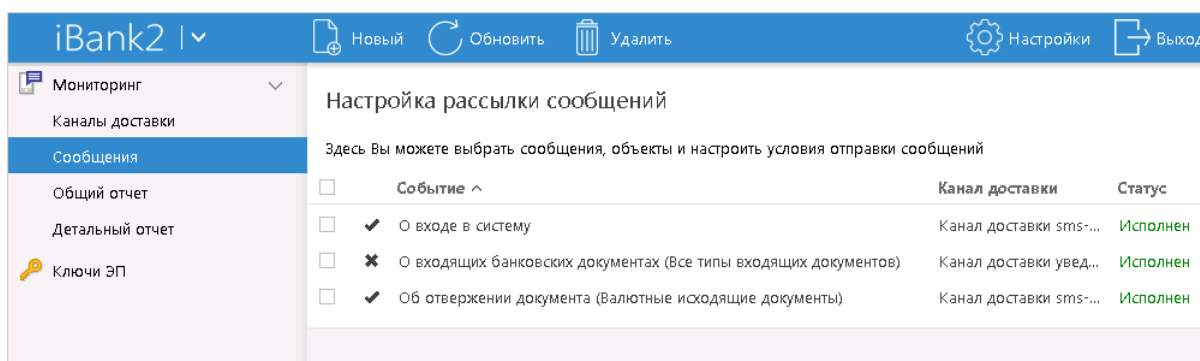 iBank2 Новый Обновить Удалить Настройки Выход
Мониторинг
Каналы доставки
Сообщения
Общий отчет
Детальный отчет
Ключи ЭП
Настройка рассылки сообщений
Здесь Вы можете выбрать сообщения, объекты и настроить условия отправки сообщений
Событие Канал доставки Статус
О входе в систему Канал доставки sms-... Исполнен
О входящих банковских документах (Все типы входящих документов) Канал доставки увед... Исполнен
Об отвержении документа (Валютные исходящие документы) Канал доставки sms-... Исполнен